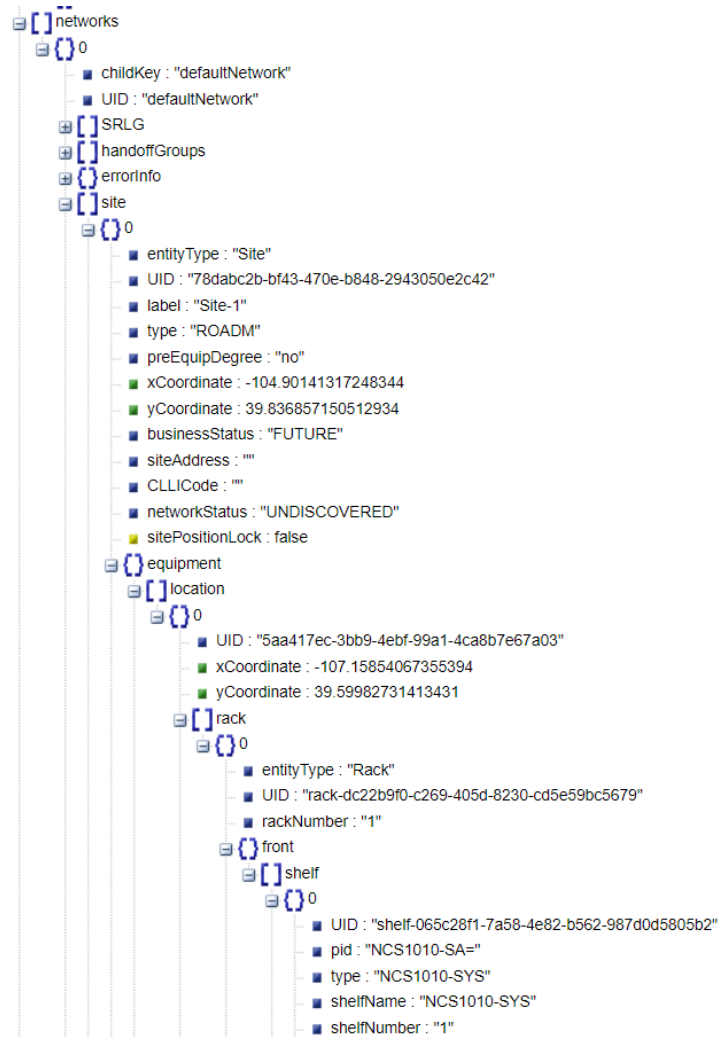 [ ] networks
{ } 0
childKey : "defaultNetwork"
UID : "defaultNetwork"
[ ] SRLG
[ ] handoffGroups
{ } errorInfo
[ ] site
{ } 0
entityType : "Site"
UID : "78dabc2b-bf43-470e-b848-2943050e2c42"
label : "Site-1"
type : "ROADM"
preEquipDegree : "no"
xCoordinate : -104.90141317248344
yCoordinate : 39.836857150512934
businessStatus : "FUTURE"
siteAddress : ""
CLLICode : ""
networkStatus : "UNDISCOVERED"
sitePositionLock : false
{ } equipment
[ ] location
{ } 0
UID : "5aa417ec-3bb9-4ebf-99a1-4ca8b7e67a03"
xCoordinate : -107.15854067355394
yCoordinate : 39.59982731413431
[ ] rack
{ } 0
entityType : "Rack"
UID : "rack-dc22b9f0-c269-405d-8230-cd5e59bc5679"
rackNumber : "1"
{ } front
[ ] shelf
{ } 0
UID : "shelf-065c28f1-7a58-4e82-b562-987d0d5805b2"
pid : "NCS1010-SA="
type : "NCS1010-SYS"
shelfName : "NCS1010-SYS"
shelfNumber : "1"